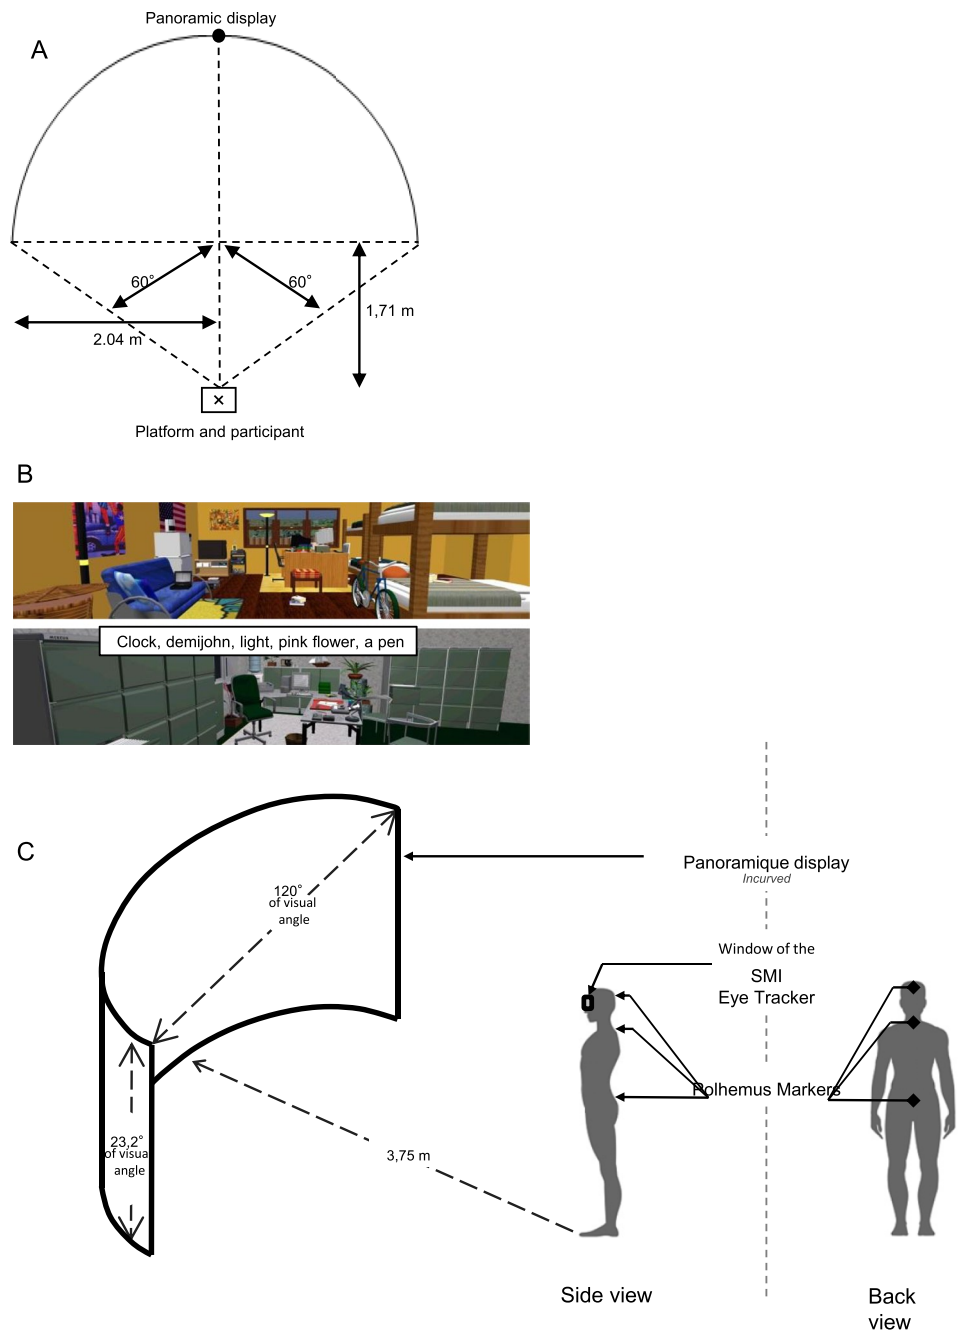 Panoramic display
A
60°
60°
1,71 m
2.04 m
×
Platform and participant
B
Clock, demijohn, light, pink flower, a pen
C
120°
of visual
angle
Panoramique display
Incurved
Window of the
SMI
Eye Tracker
Polhemus Markers
23,2°
of visual
angle
3,75 m
Side view
Back
view